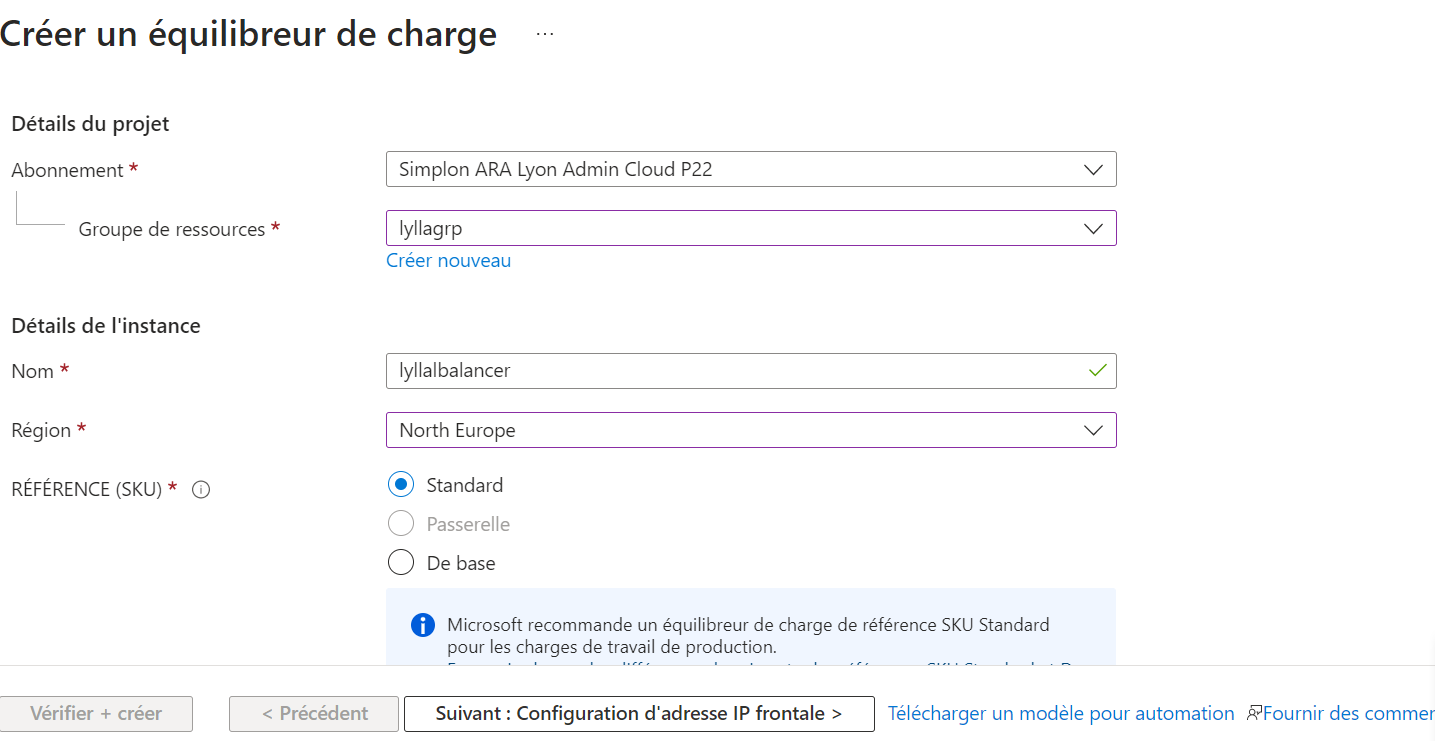 Créer un équilibreur de charge ...
Détails du projet
Abonnement *
Simplon ARA Lyon Admin Cloud P22
Groupe de ressources *
lyllagrp
Créer nouveau
Détails de l'instance
Nom *
lyllalbalancer
Région *
North Europe
RÉFÉRENCE (SKU) *
Standard
Passerelle
De base
Microsoft recommande un équilibreur de charge de référence SKU Standard
pour les charges de travail de production.
Vérifier + créer
< Précédent
Suivant : Configuration d'adresse IP frontale >
Télécharger un modèle pour automation
Fournir des commer